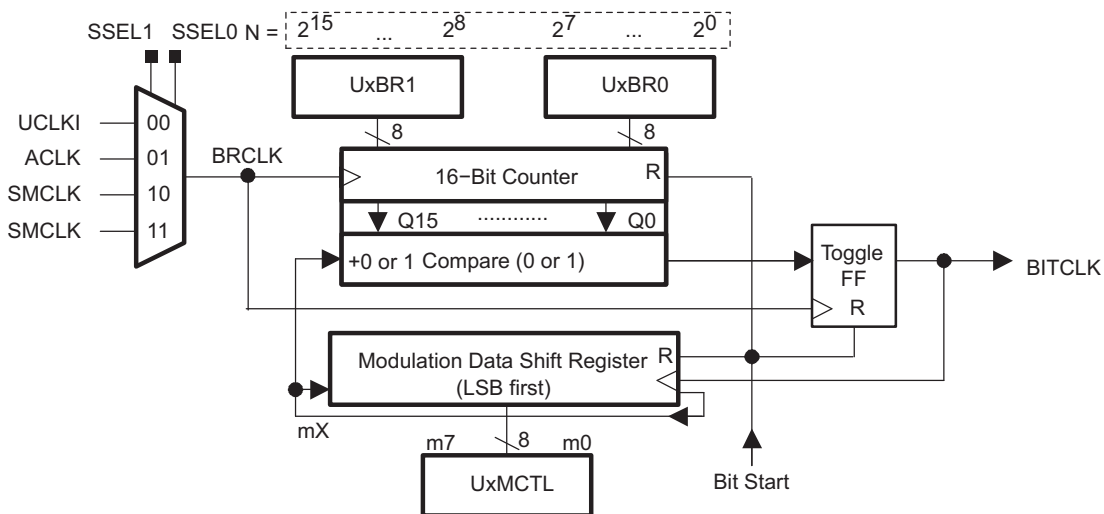 SSEL1 SSEL0 N = 2^15 ... 2^8 2^7 ... 2^0
UxBR1
UxBR0
8
8
UCLKI
00
ACLK
01
SMCLK
10
SMCLK
11
BRCLK
16−Bit Counter
R
Q15 ............ Q0
+0 or 1 Compare (0 or 1)
Toggle
FF
R
BITCLK
Modulation Data Shift Register
(LSB first)
R
mX
m7
8
m0
UxMCTL
Bit Start